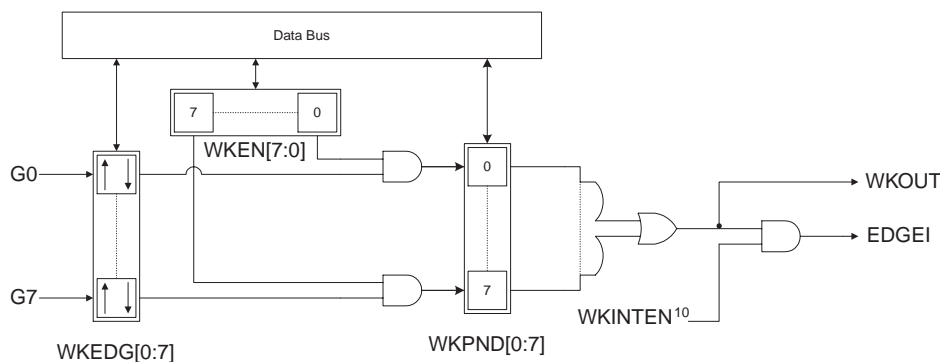 Data Bus
7 0
WKEN[7:0]
G0
0
WKOUT
EDGEI
G7
7
WKINTEN10
WKEDG[0:7]
WKPND[0:7]